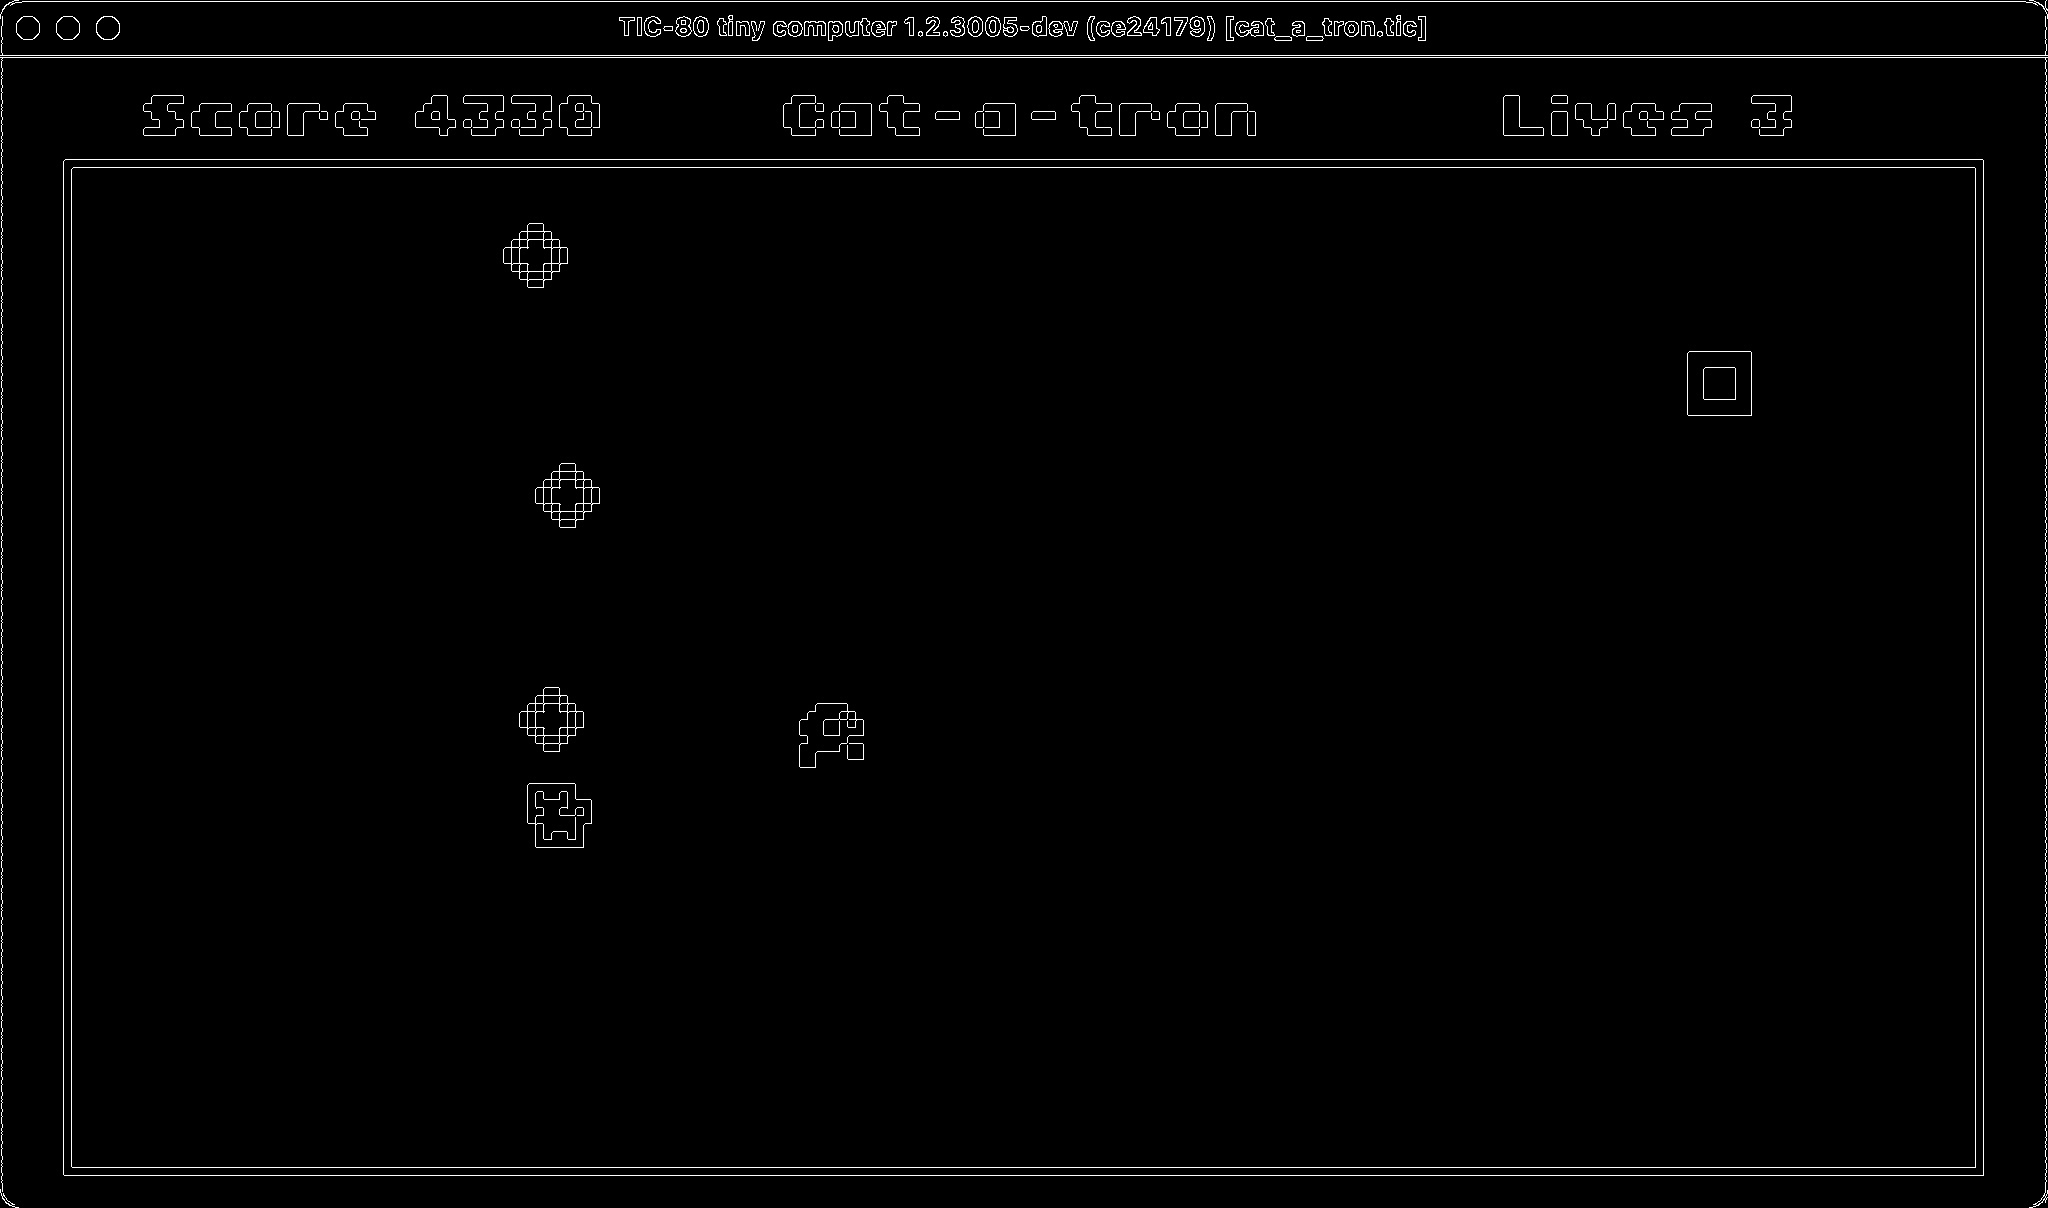 TIC-80 tiny computer 1.2.3005-dev (ce24179) [cat_a_tron.tic]
Score 4330 Cat-a-tron Lives 3